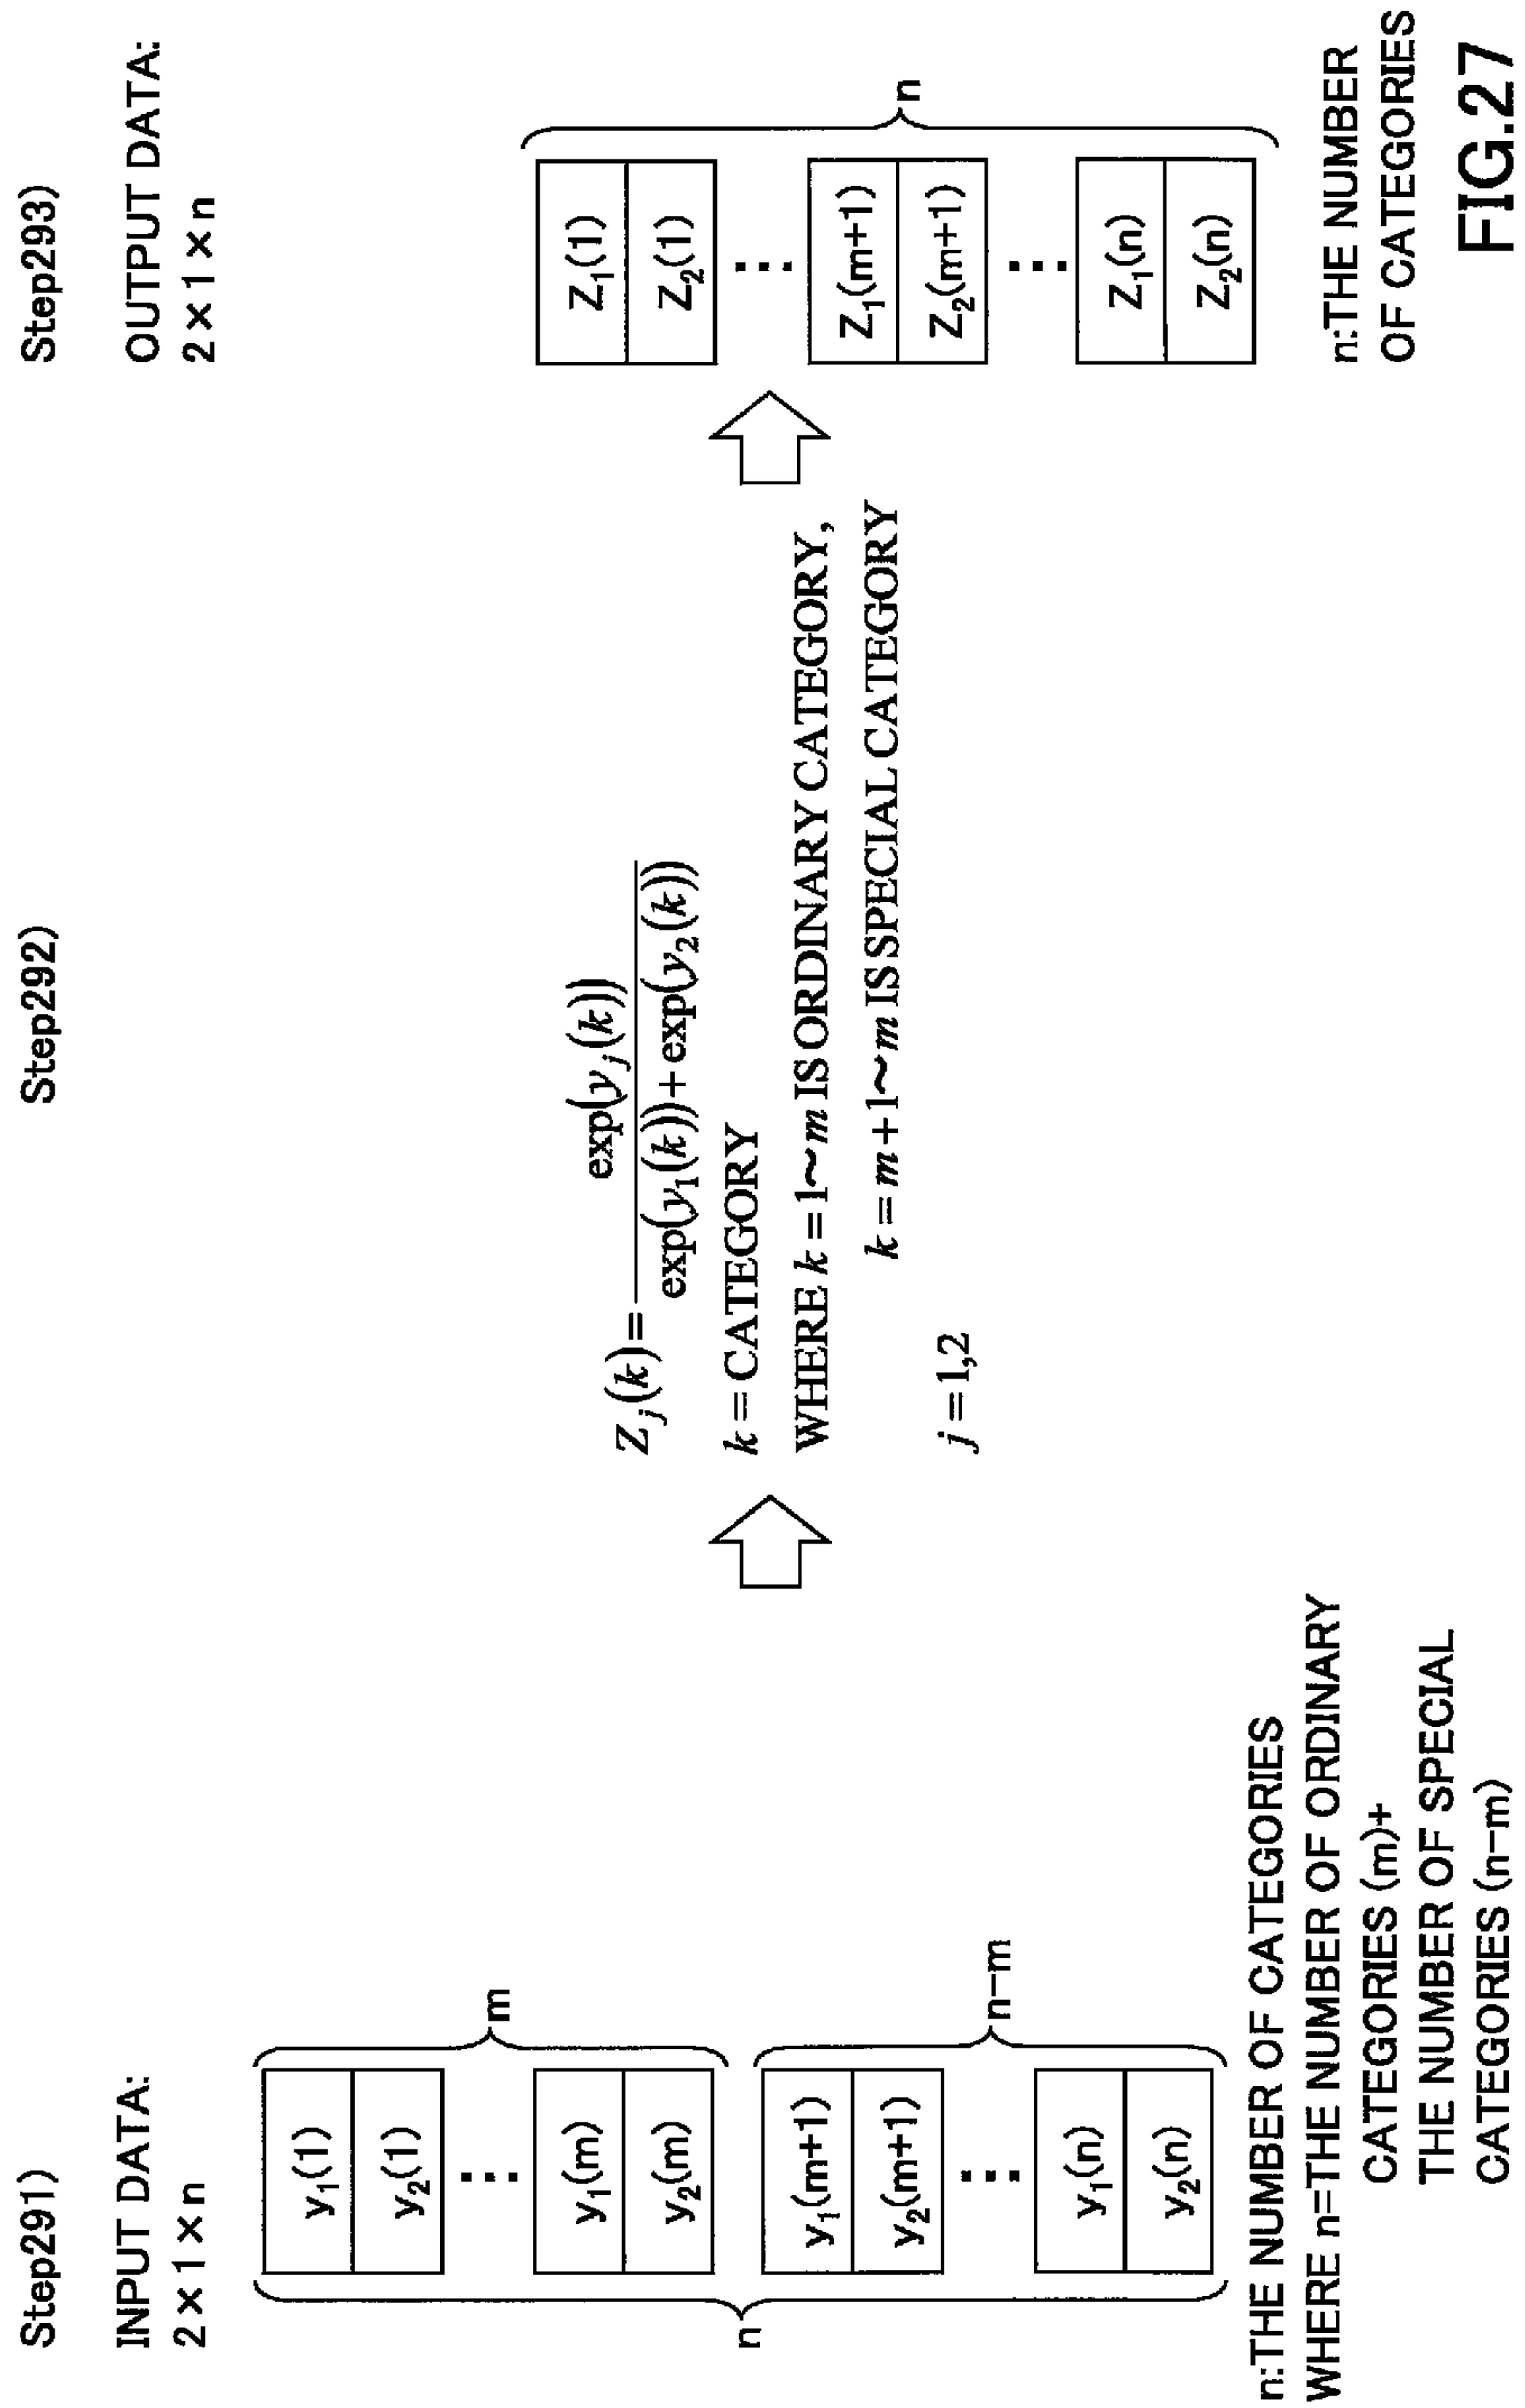 Step291)
INPUT DATA:
2×1×n
y₁(1)
y₂(1)
⋮
y₁(m)
y₂(m)
y₁(m+1)
y₂(m+1)
⋮
y₁(n)
y₂(n)
n
m
n-m
n:THE NUMBER OF CATEGORIES
WHERE n=THE NUMBER OF ORDINARY
CATEGORIES (m)+
THE NUMBER OF SPECIAL
CATEGORIES (n-m)
Step292)
Z_j(k) = exp(y_j(k)) / exp(y₁(k))+exp(y₂(k))
k = CATEGORY
WHERE k = 1~m IS ORDINARY CATEGORY,
k = m+1~m IS SPECIAL CATEGORY
j = 1,2
Step293)
OUTPUT DATA:
2×1×n
Z₁(1)
Z₂(1)
⋮
Z₁(m+1)
Z₂(m+1)
⋮
Z₁(n)
Z₂(n)
n
n:THE NUMBER
OF CATEGORIES
FIG.27